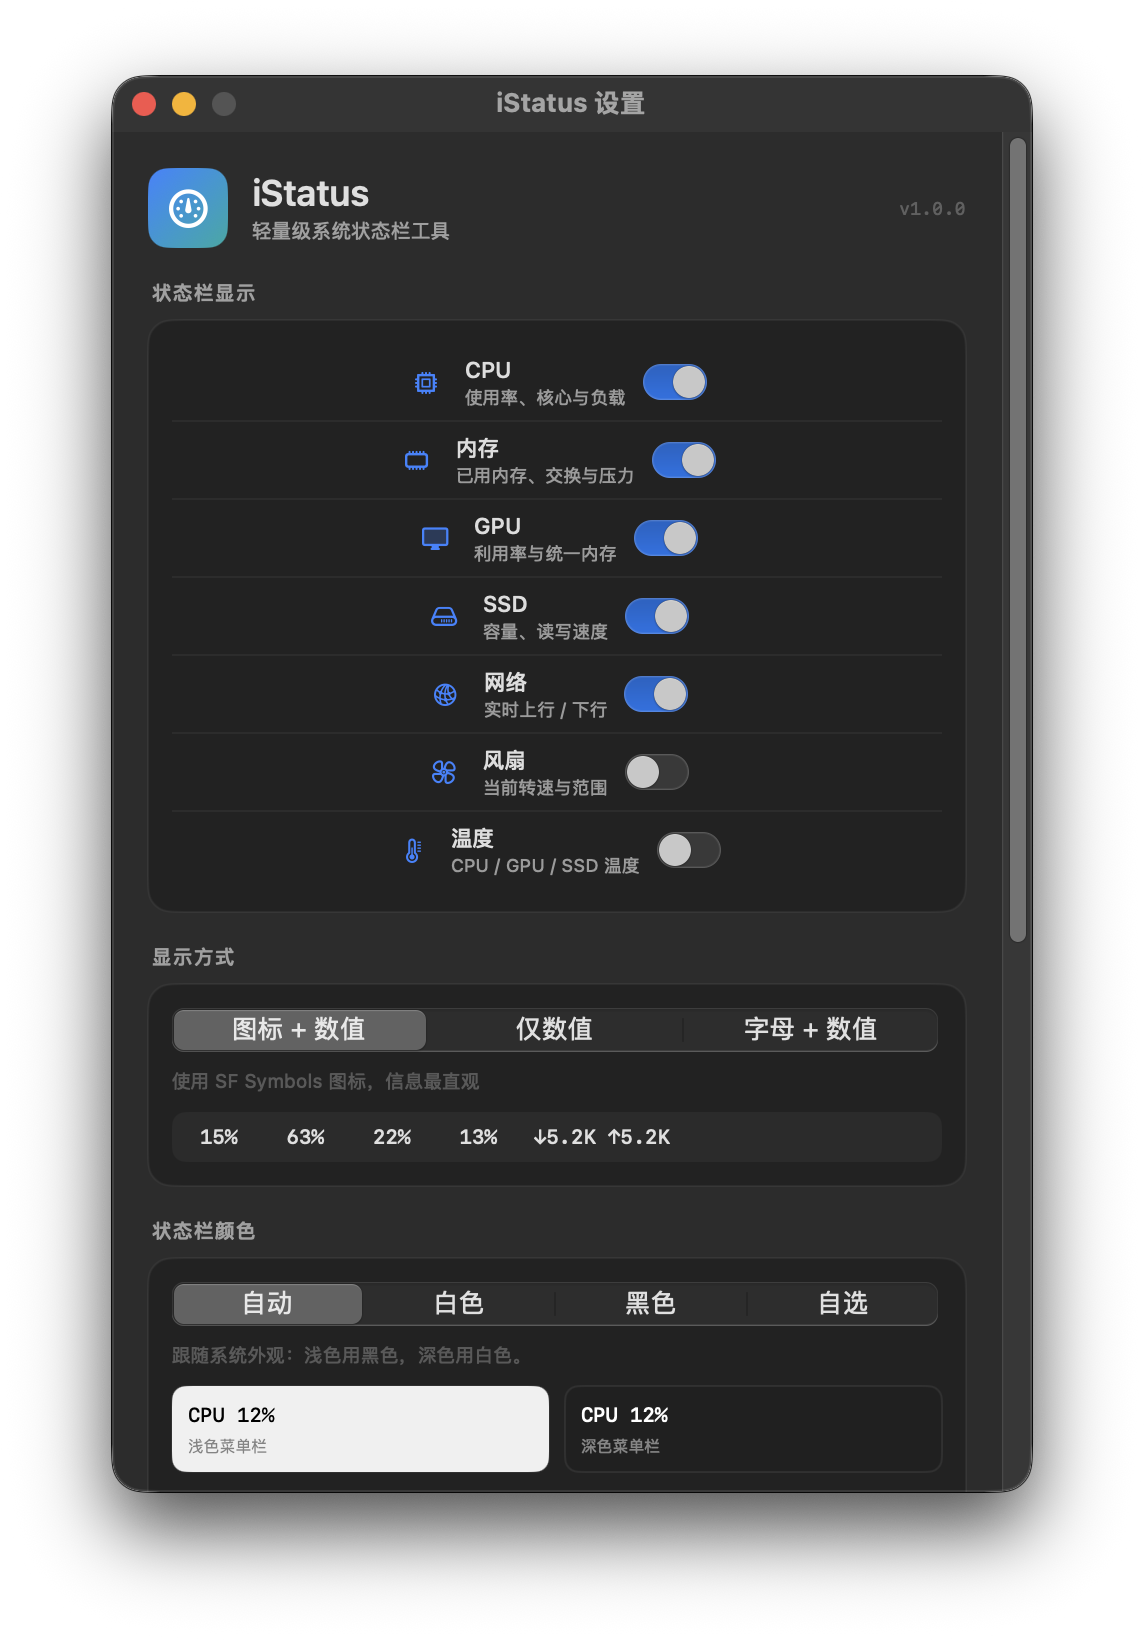 iStatus 设置
iStatus
轻量级系统状态栏工具
v1.0.0
状态栏显示
CPU
使用率、核心与负载
内存
已用内存、交换与压力
GPU
利用率与统一内存
SSD
容量、读写速度
网络
实时上行 / 下行
风扇
当前转速与范围
温度
CPU / GPU / SSD 温度
显示方式
图标 + 数值 仅数值 字母 + 数值
使用 SF Symbols 图标，信息最直观
15% 63% 22% 13% ↓5.2K ↑5.2K
状态栏颜色
自动 白色 黑色 自选
跟随系统外观：浅色用黑色，深色用白色。
CPU 12%
浅色菜单栏
CPU 12%
深色菜单栏